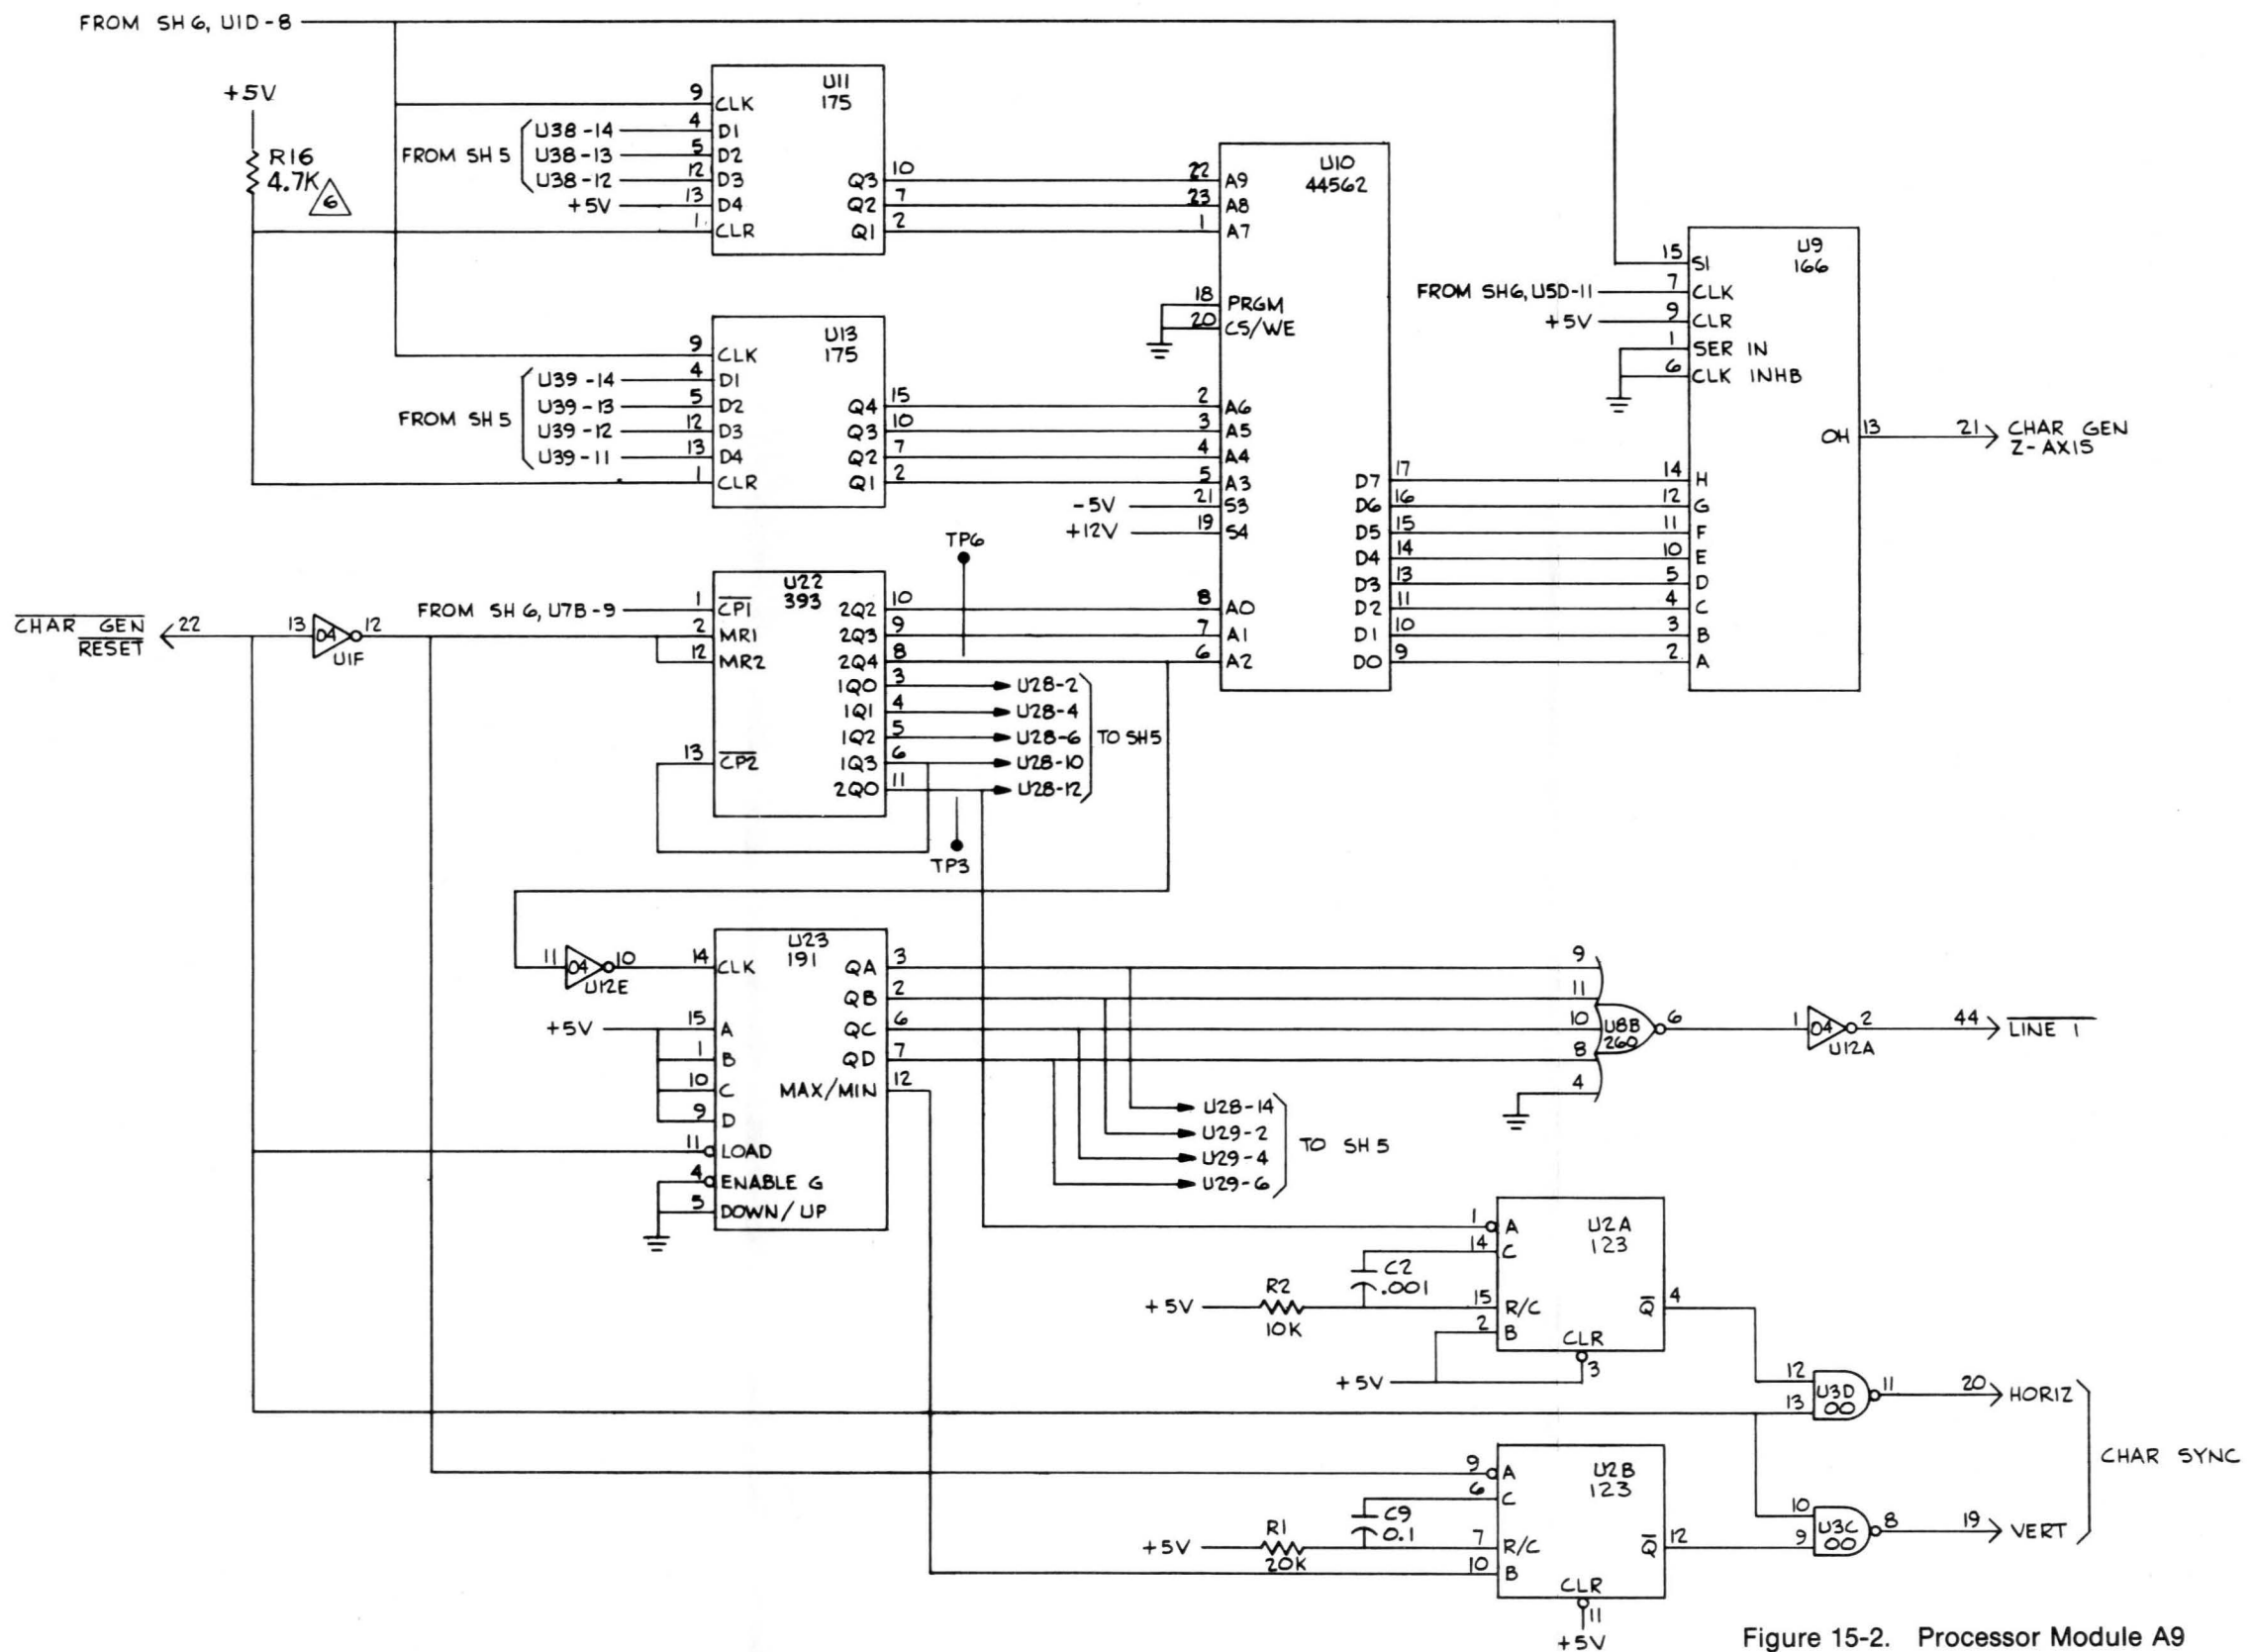 FROM SH 6, U1D-8
+5V
R16
4.7K
6
U11
175
9 CLK
FROM SH 5
U38-14 4 D1
U38-13 5 D2
U38-12 12 D3
+5V 13 D4
1 CLR
Q3 10
Q2 7
Q1 2
U13
175
9 CLK
FROM SH 5
U39-14 4 D1
U39-13 5 D2
U39-12 12 D3
U39-11 13 D4
1 CLR
Q4 15
Q3 10
Q2 7
Q1 2
U10
44562
22 A9
23 A8
1 A7
18 PRGM
20 CS/WE
2 A6
3 A5
4 A4
5 A3
-5V 21 S3
+12V 19 S4
8 A0
7 A1
6 A2
D7 17
D6 16
D5 15
D4 14
D3 13
D2 11
D1 10
D0 9
U9
166
15 S1
FROM SH6, U5D-11 7 CLK
+5V 9 CLR
1 SER IN
6 CLK INHB
14 H
12 G
11 F
10 E
5 D
4 C
3 B
2 A
OH 13
21 CHAR GEN
Z-AXIS
CHAR GEN
RESET
22
13 04 12
U1F
U22
393
FROM SH 6, U7B-9 1 CP1
2 MR1
12 MR2
13 CP2
2Q2 10
2Q3 9
2Q4 8
1Q0 3 U28-2
1Q1 4 U28-4
1Q2 5 U28-6
1Q3 6 U28-10
2Q0 11 U28-12
TO SH5
TP6
TP3
11 04 10
U12E
U23
191
14 CLK
+5V 15 A
1 B
10 C
9 D
11 LOAD
4 ENABLE G
5 DOWN/UP
QA 3
QB 2
QC 6
QD 7
MAX/MIN 12
U28-14
U29-2
U29-4
U29-6
TO SH 5
9
11
10
8
4
U8B
260
6
1 04 2
U12A
44 LINE 1
U2A
123
1 A
14 C
C2
.001
+5V R2
10K
15 R/C
2 B
CLR
3
+5V
Q 4
12
13
U3D
00
11
20 HORIZ
U2B
123
9 A
6 C
C9
0.1
+5V R1
20K
7 R/C
10 B
CLR
11
+5V
Q 12
10
9
U3C
00
8
19 VERT
CHAR SYNC
Figure 15-2. Processor Module A9